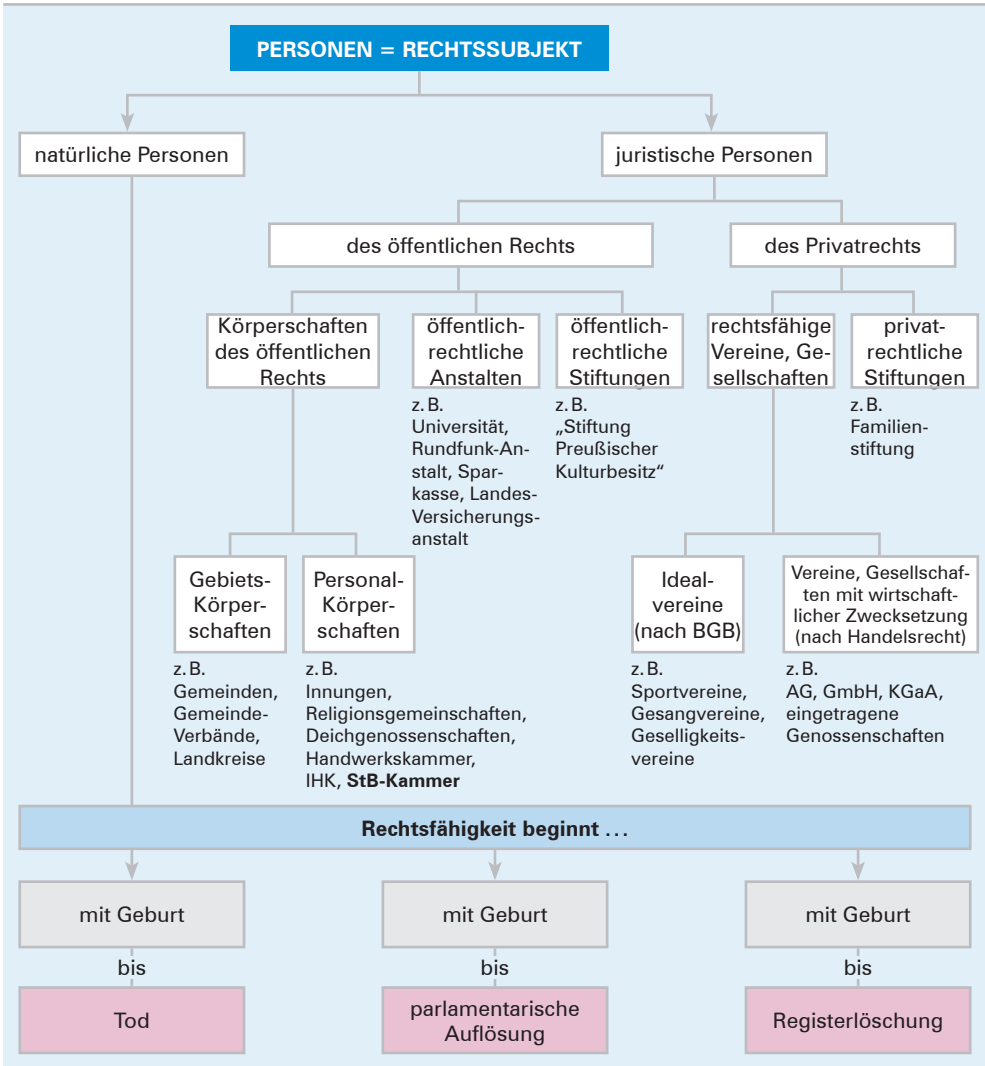 PERSONEN = RECHTSSUBJEKT
natürliche Personen
juristische Personen
des öffentlichen Rechts
des Privatrechts
Körperschaften
des öffentlichen
Rechts
öffentlich-
rechtliche
Anstalten
öffentlich-
rechtliche
Stiftungen
rechtsfähige
Vereine, Ge-
sellschaften
privat-
rechtliche
Stiftungen
z. B.
Universität,
Rundfunk-An-
stalt, Spar-
kasse, Landes-
Versicherungs-
anstalt
z. B.
„Stiftung
Preußischer
Kulturbesitz“
z. B.
Familien-
stiftung
Gebiets-
Körper-
schaften
Personal-
Körper-
schaften
Ideal-
vereine
(nach BGB)
Vereine, Gesellschaf-
ten mit wirtschaft-
licher Zwecksetzung
(nach Handelsrecht)
z. B.
Gemeinden,
Gemeinde-
Verbände,
Landkreise
z. B.
Innungen,
Religionsgemeinschaften,
Deichgenossenschaften,
Handwerkskammer,
IHK, StB-Kammer
z. B.
Sportvereine,
Gesangvereine,
Geselligkeits-
vereine
z. B.
AG, GmbH, KGaA,
eingetragene
Genossenschaften
Rechtsfähigkeit beginnt ...
mit Geburt
mit Geburt
mit Geburt
bis
bis
bis
Tod
parlamentarische
Auflösung
Registerlöschung